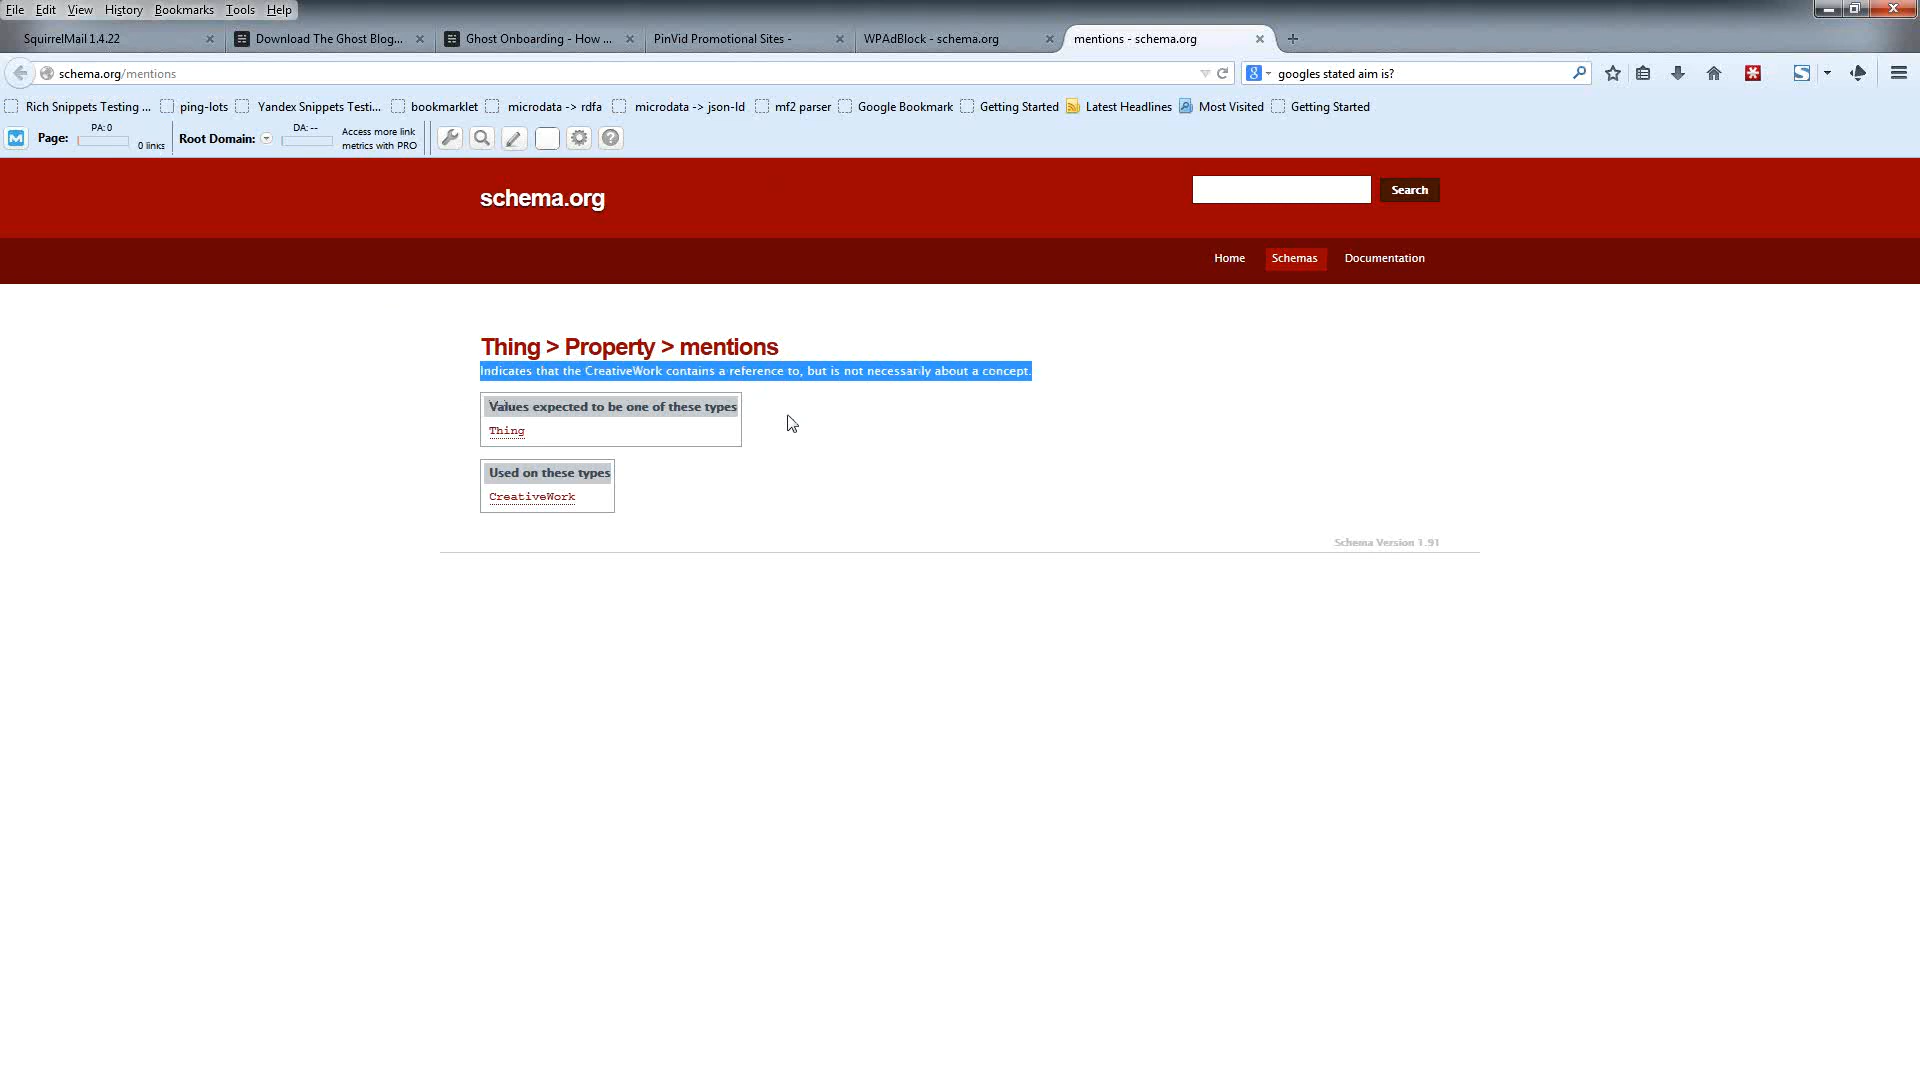 File Edit View History Bookmarks Tools Help
SquirrelMail 1.4.22 Download The Ghost Blog... Ghost Onboarding - How ... PinVid Promotional Sites - WPAdBlock - schema.org mentions - schema.org
schema.org/mentions googles stated aim is?
Rich Snippets Testing ... ping-lots Yandex Snippets Testi... bookmarklet microdata -> rdfa microdata -> json-ld mf2 parser Google Bookmark Getting Started Latest Headlines Most Visited Getting Started
Page: PA: 0 0 links Root Domain: DA: -- Access more link
metrics with PRO
schema.org Search
Home Schemas Documentation
Thing > Property > mentions
Indicates that the CreativeWork contains a reference to, but is not necessarily about a concept.
Values expected to be one of these types
Thing
Used on these types
CreativeWork
Schema Version 1.91